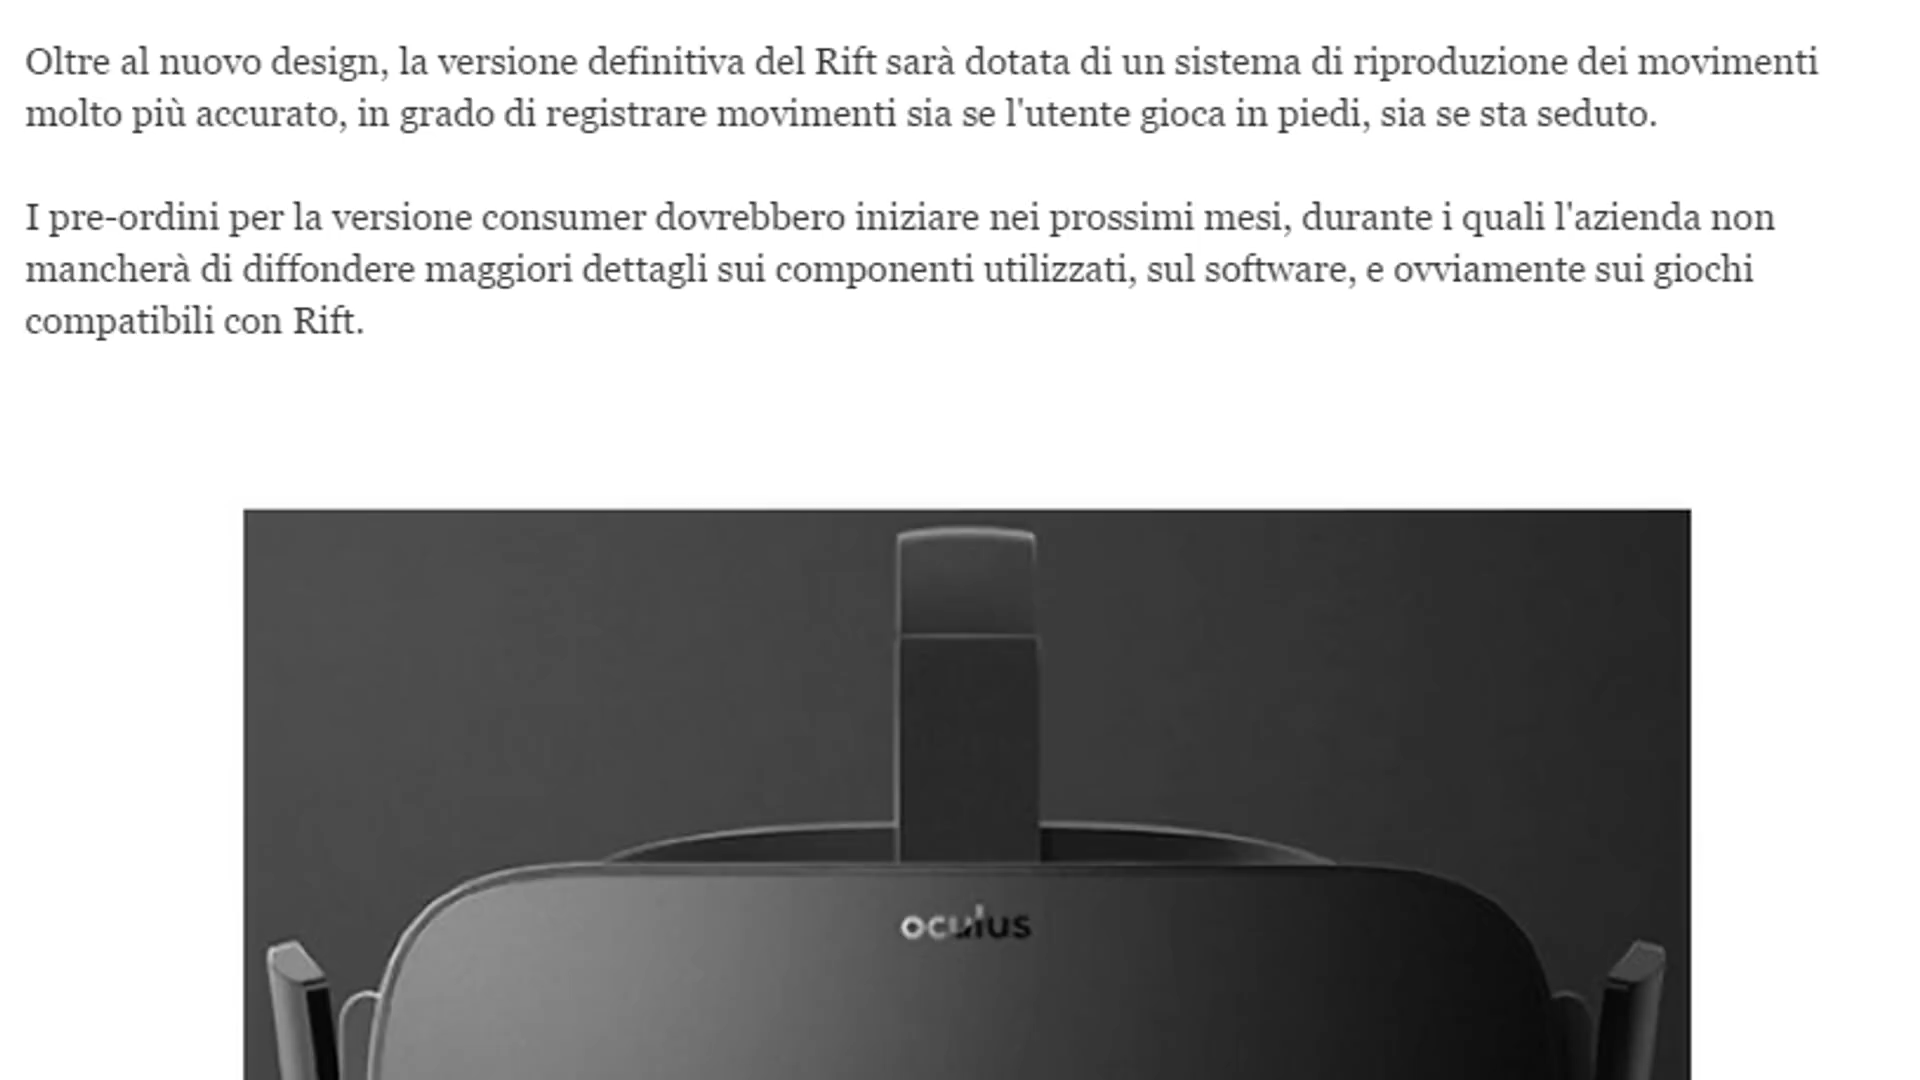 Oltre al nuovo design, la versione definitiva del Rift sarà dotata di un sistema di riproduzione dei movimenti
molto più accurato, in grado di registrare movimenti sia se l'utente gioca in piedi, sia se sta seduto.
I pre-ordini per la versione consumer dovrebbero iniziare nei prossimi mesi, durante i quali l'azienda non
mancherà di diffondere maggiori dettagli sui componenti utilizzati, sul software, e ovviamente sui giochi
compatibili con Rift.
oculus